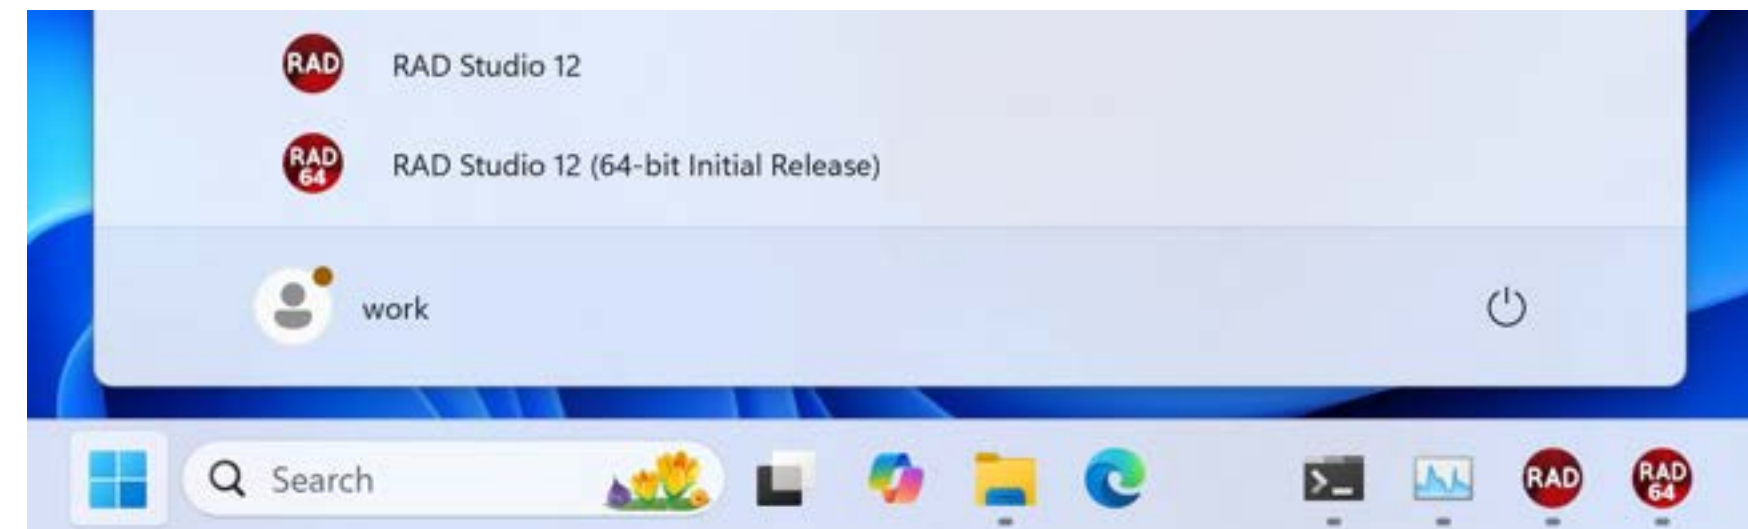 RAD
RAD Studio 12
RAD
64
RAD Studio 12 (64-bit Initial Release)
work
Search
>_
RAD
RAD
64